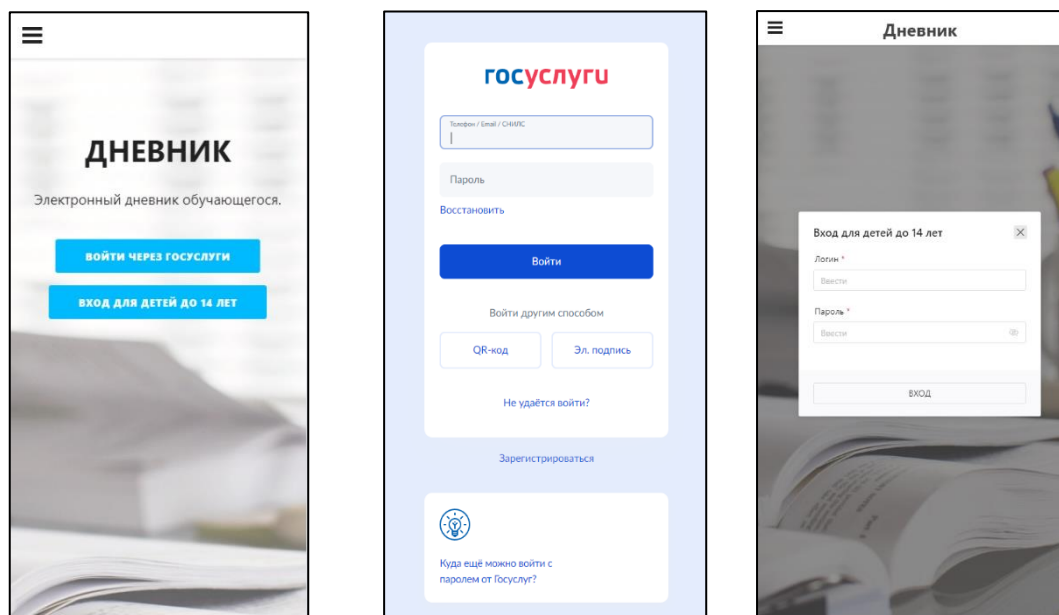 ДНЕВНИК
Электронный дневник обучающегося.
ВОЙТИ ЧЕРЕЗ ГОСУСЛУГИ
ВХОД ДЛЯ ДЕТЕЙ ДО 14 ЛЕТ
госуслуги
Телефон / Email / СНИЛС
Пароль
Восстановить
Войти
Войти другим способом
QR-код
Эл. подпись
Не удаётся войти?
Зарегистрироваться
Куда ещё можно войти с
паролем от Госуслуг?
Дневник
Вход для детей до 14 лет
Логин *
Ввести
Пароль *
Ввести
ВХОД